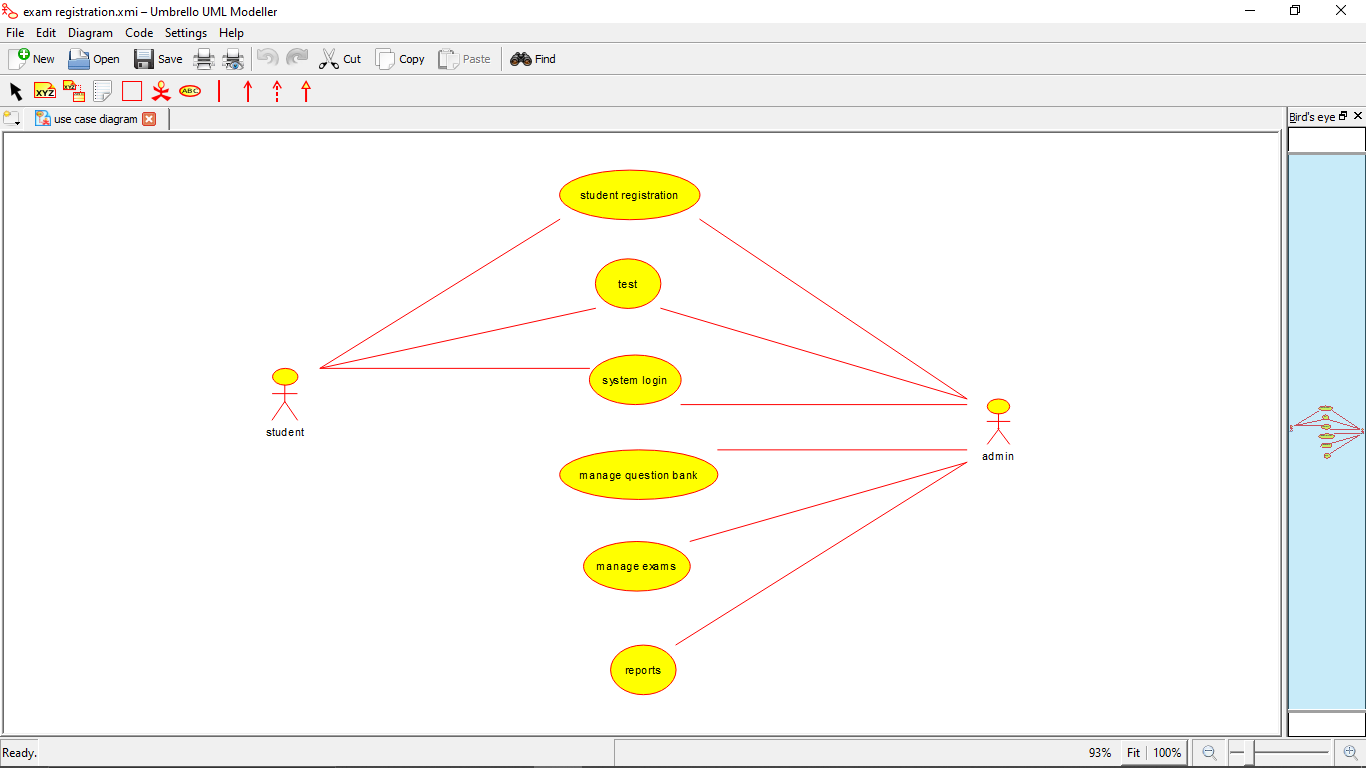 exam registration.xmi – Umbrello UML Modeller
File Edit Diagram Code Settings Help
New Open Save Cut Copy Paste Find
XYZ XYZ ABC
use case diagram
Bird's eye
student registration
test
system login
student
admin
manage question bank
manage exams
reports
Ready.
93% Fit 100%